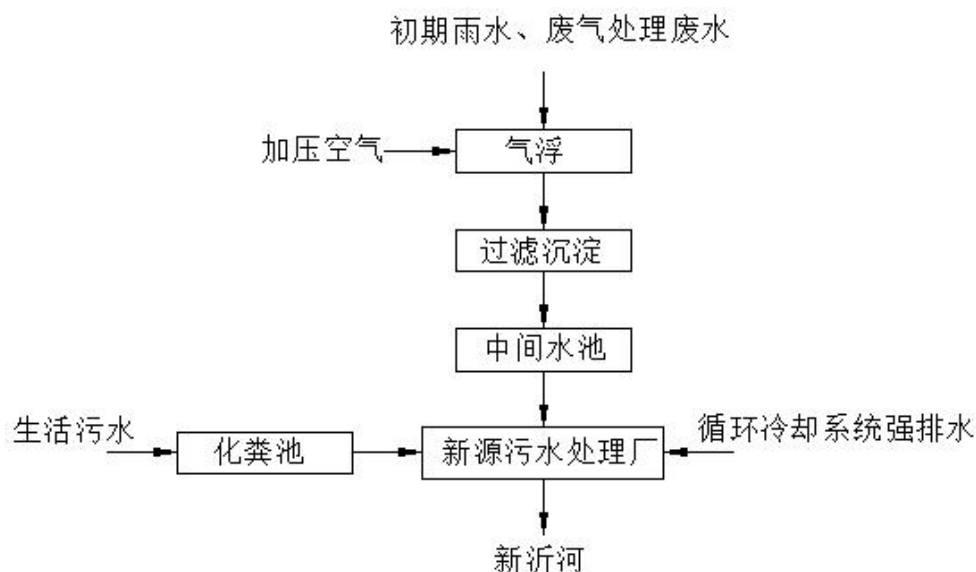 初期雨水、废气处理废水
加压空气
气浮
过滤沉淀
中间水池
生活污水
化粪池
新源污水处理厂
循环冷却系统强排水
新沂河